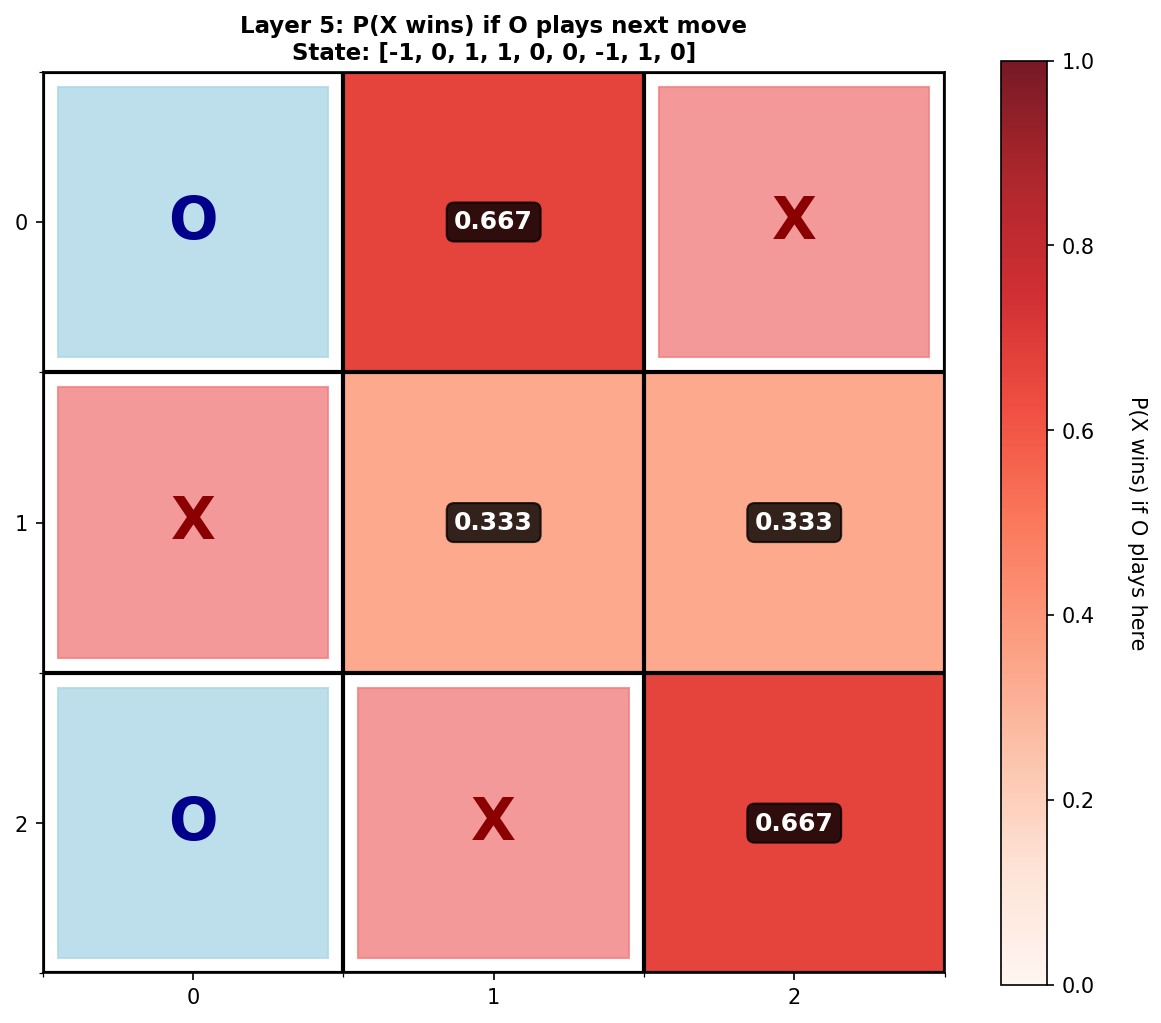 Layer 5: P(X wins) if O plays next move
State: [-1, 0, 1, 1, 0, 0, -1, 1, 0]
O
0.667
X
X
0.333
0.333
O
X
0.667
0
1
2
0
1
2
1.0
0.8
0.6
0.4
0.2
0.0
P(X wins) if O plays here